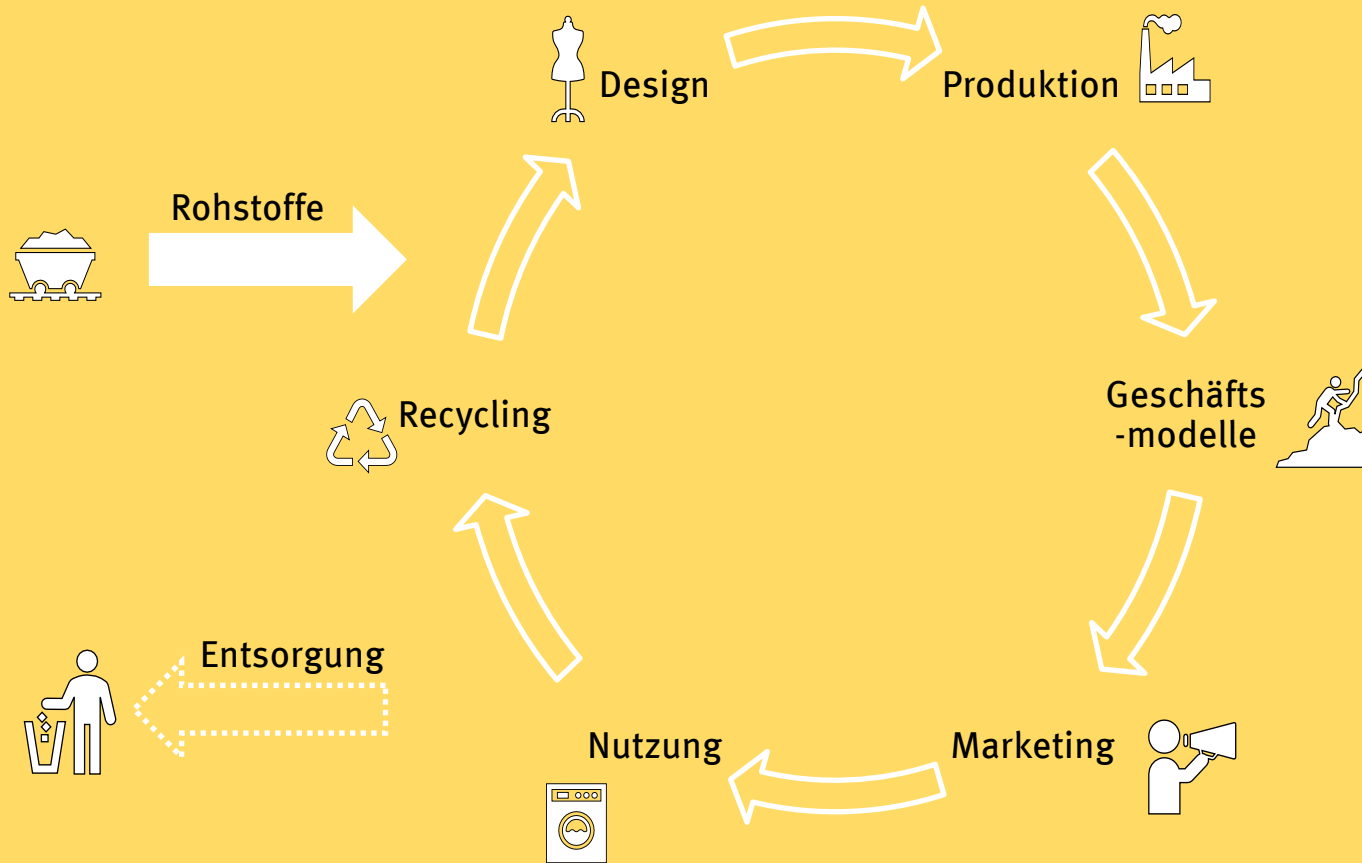 Design
Produktion
Rohstoffe
Geschäfts
-modelle
Recycling
Entsorgung
Nutzung
Marketing